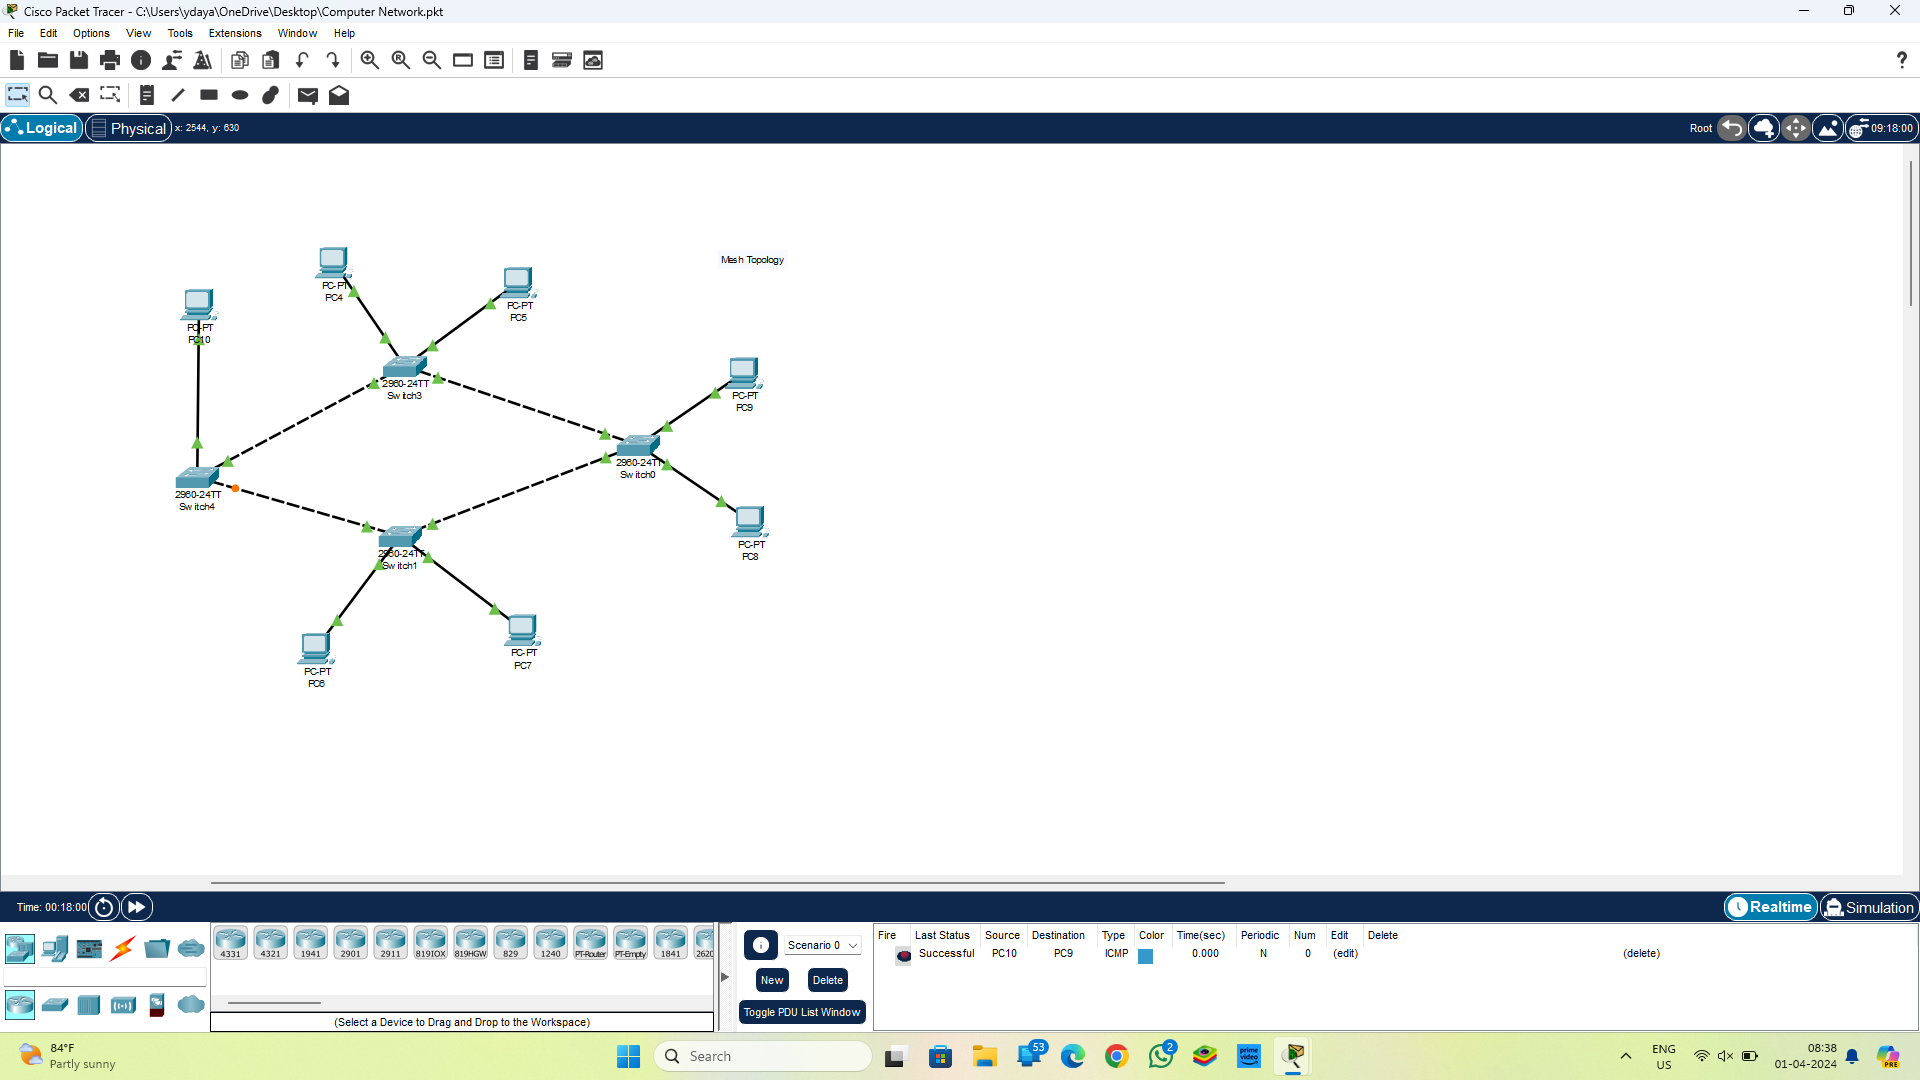 Cisco Packet Tracer - C:\Users\ydaya\OneDrive\Desktop\Computer Network.pkt
File Edit Options View Tools Extensions Window Help
?
Logical Physical x: 2544, y: 630 Root 09:18:00
Mesh Topology
PC-PT
PC4
PC-PT
PC5
PC-PT
PC10
2960-24TT
Switch3
PC-PT
PC9
2960-24TT
Switch0
2960-24TT
Switch4
PC-PT
PC8
2960-24TT
Switch1
PC-PT
PC7
PC-PT
PC6
Time: 00:18:00 Realtime Simulation
4331 4321 1941 2901 2911 819IOX 819HGW 829 1240 PT-Router PT-Empty 1841 2620
(Select a Device to Drag and Drop to the Workspace)
Scenario 0
New Delete
Toggle PDU List Window
Fire Last Status Source Destination Type Color Time(sec) Periodic Num Edit Delete
Successful PC10 PC9 ICMP 0.000 N 0 (edit) (delete)
84°F
Partly sunny
Search
53
2
prime video
ENG
US
08:38
01-04-2024
PRE